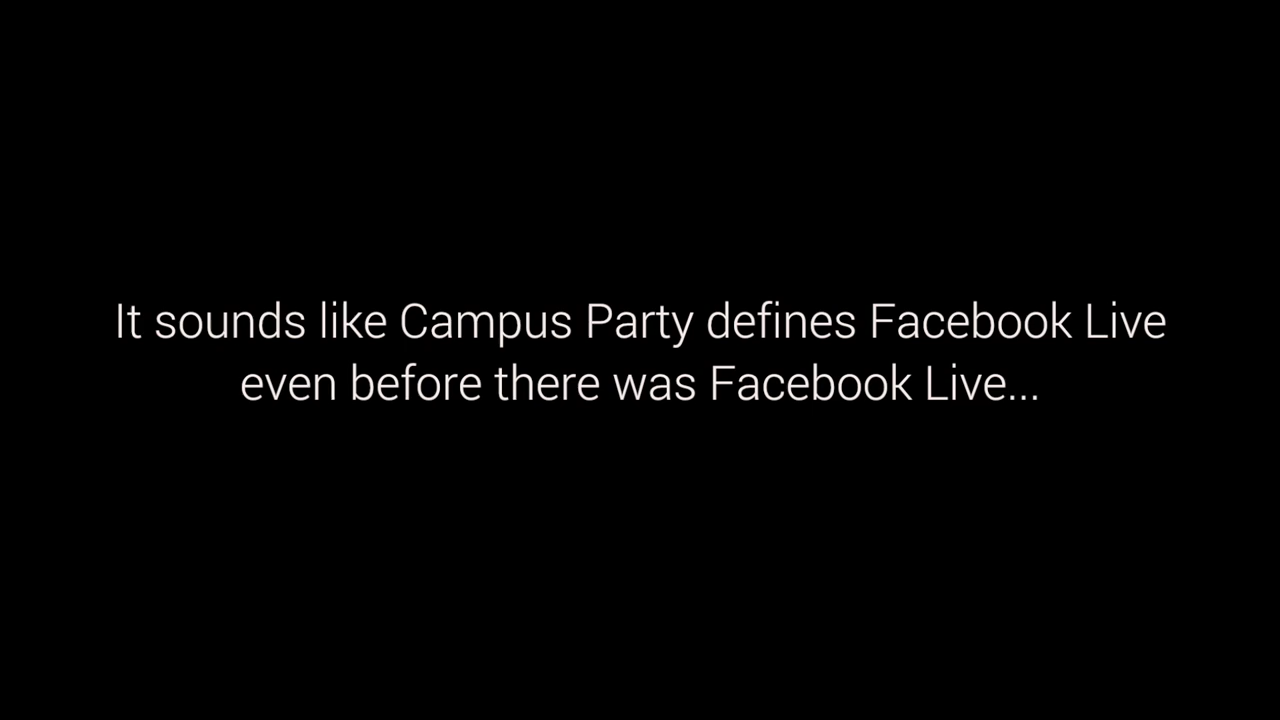 It sounds like Campus Party defines Facebook Live
even before there was Facebook Live...